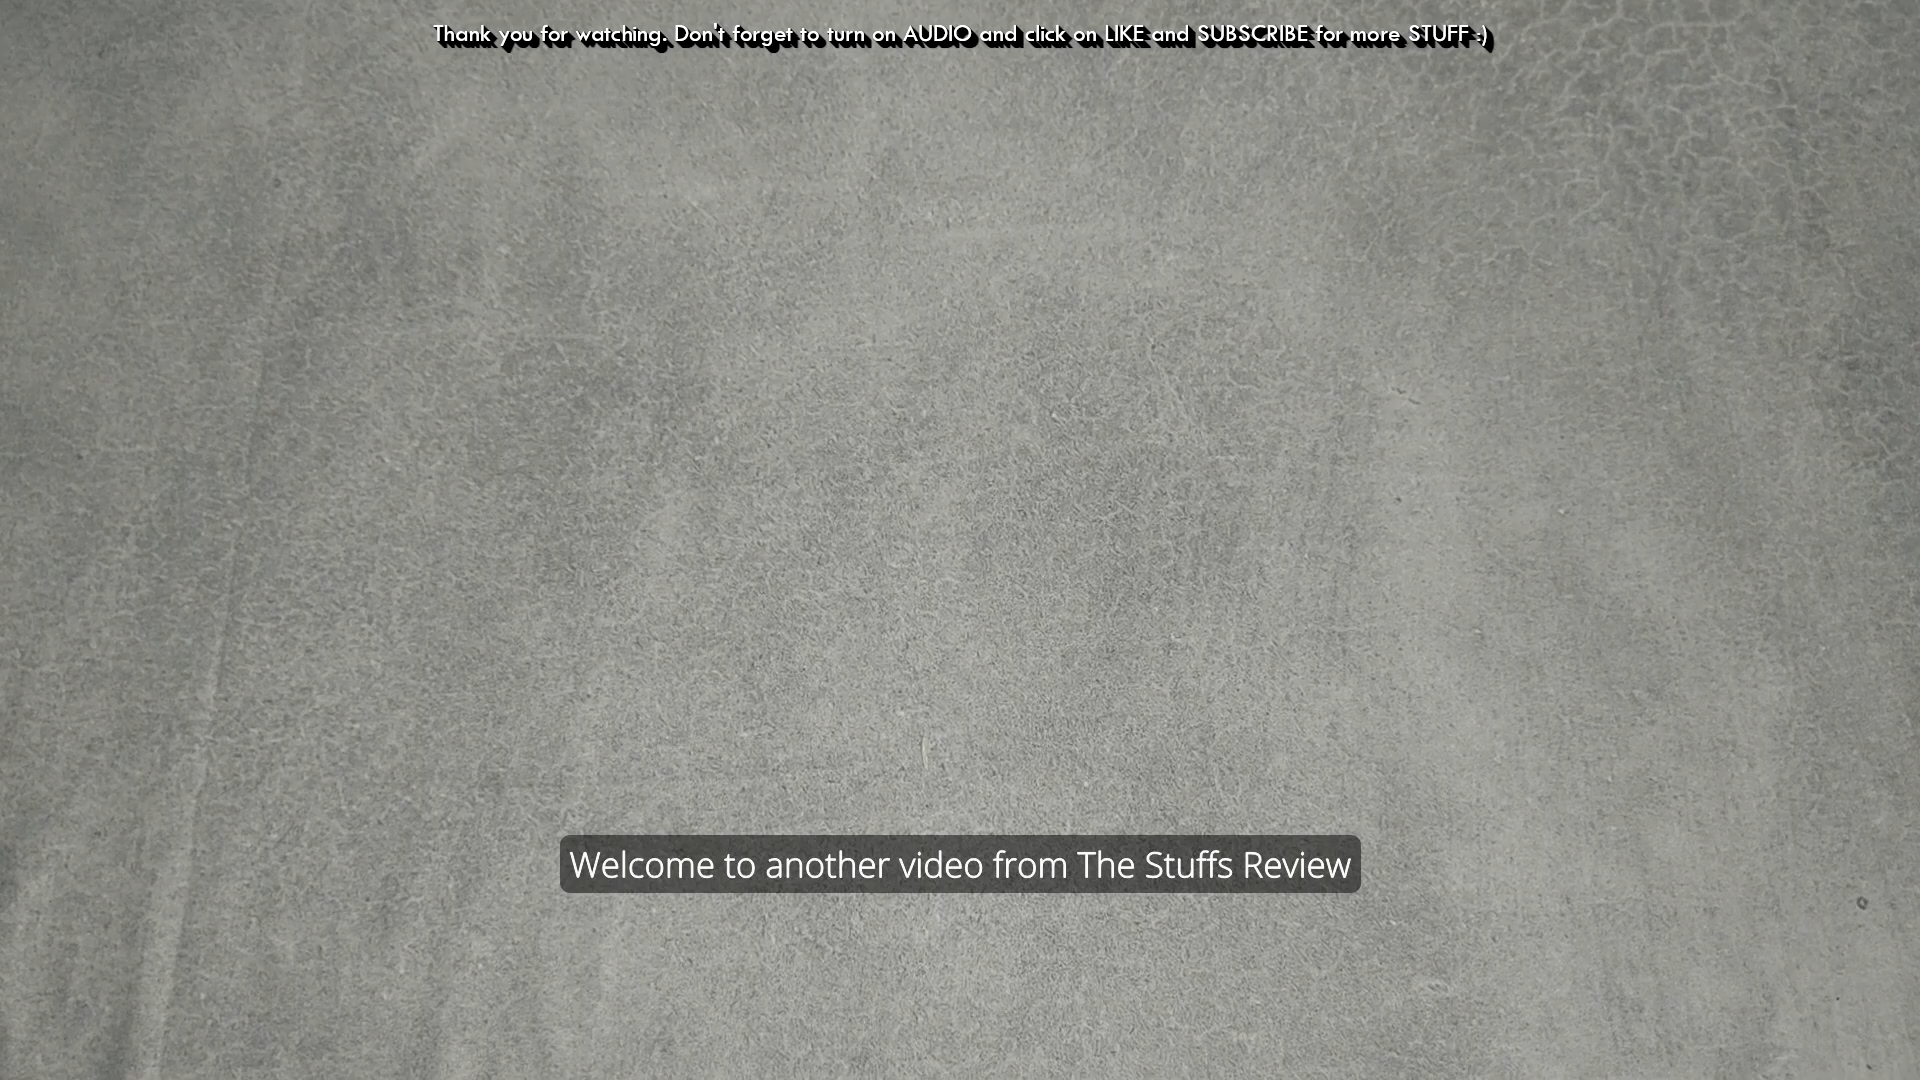 Thank you for watching. Don't forget to turn on AUDIO and click on LIKE and SUBSCRIBE for more STUFF :)
Welcome to another video from The Stuffs Review